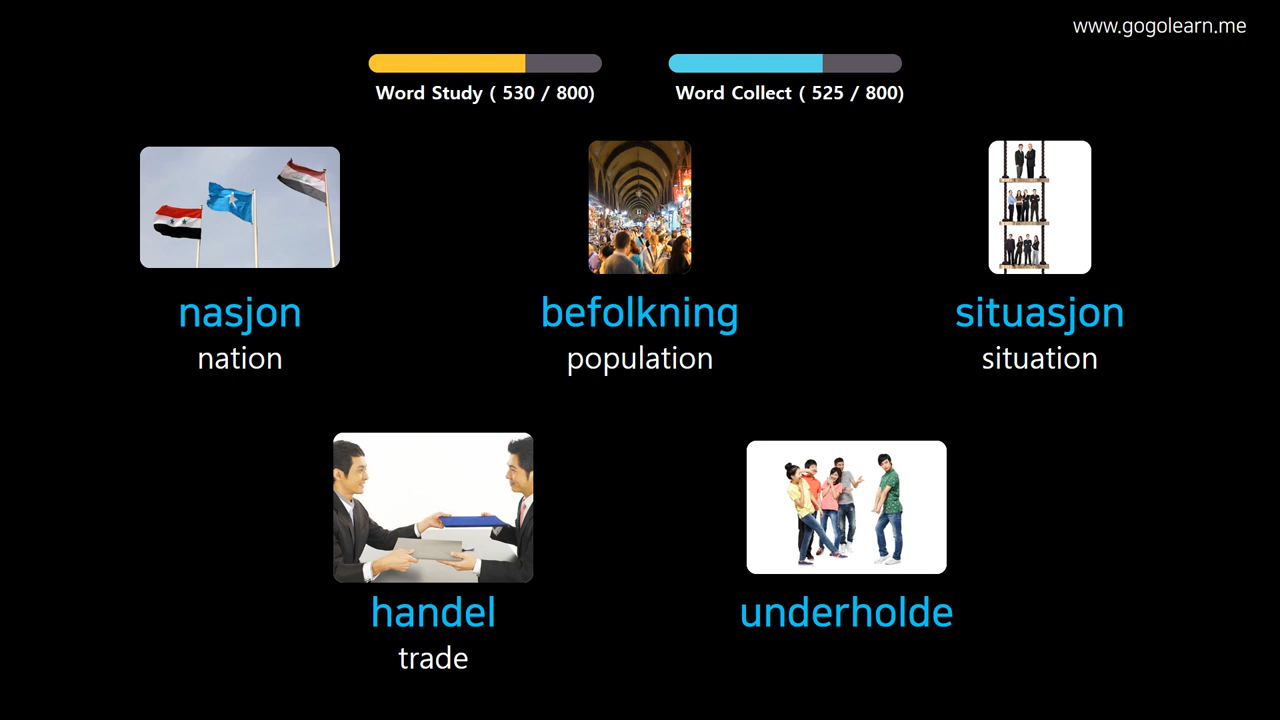 www.gogolearn.me
Word Study ( 530 / 800)
Word Collect ( 525 / 800)
nasjon
nation
befolkning
population
situasjon
situation
handel
trade
underholde